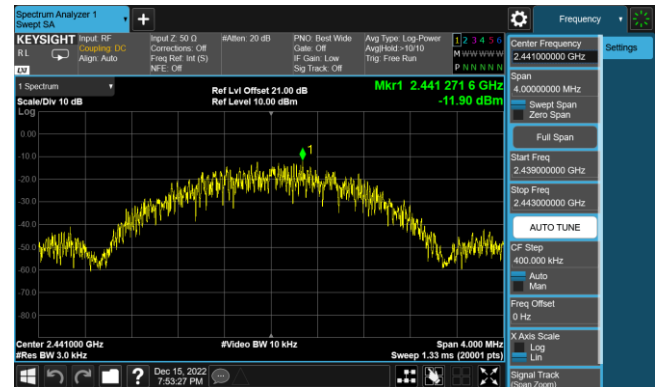 Spectrum Analyzer 1
Swept SA
+
Frequency
KEYSIGHT
Input: RF
Coupling: DC
Align: Auto
Input Z: 50 Ω
Corrections: Off
Freq Ref: Int (S)
NFE: Off
#Atten: 20 dB
PNO: Best Wide
Gate: Off
IF Gain: Low
Sig Track: Off
Avg Type: Log-Power
Avg|Hold:>10/10
Trig: Free Run
1 2 3 4 5 6
M W W W W W
P N N N N N
RL
LXI
Center Frequency
2.441000000 GHz
Settings
Span
4.00000000 MHz
Swept Span
Zero Span
Full Span
Start Freq
2.439000000 GHz
Stop Freq
2.443000000 GHz
AUTO TUNE
CF Step
400.000 kHz
Auto
Man
Freq Offset
0 Hz
X Axis Scale
Log
Lin
Signal Track
(Span Zoom)
1 Spectrum
Scale/Div 10 dB
Ref Lvl Offset 21.00 dB
Ref Level 10.00 dBm
Mkr1 2.441 271 6 GHz
-11.90 dBm
Log
0.00
-10.0
-20.0
-30.0
-40.0
-50.0
-60.0
-70.0
-80.0
1
Center 2.441000 GHz
#Res BW 3.0 kHz
#Video BW 10 kHz
Span 4.000 MHz
Sweep 1.33 ms (20001 pts)
?
Dec 15, 2022
7:53:27 PM